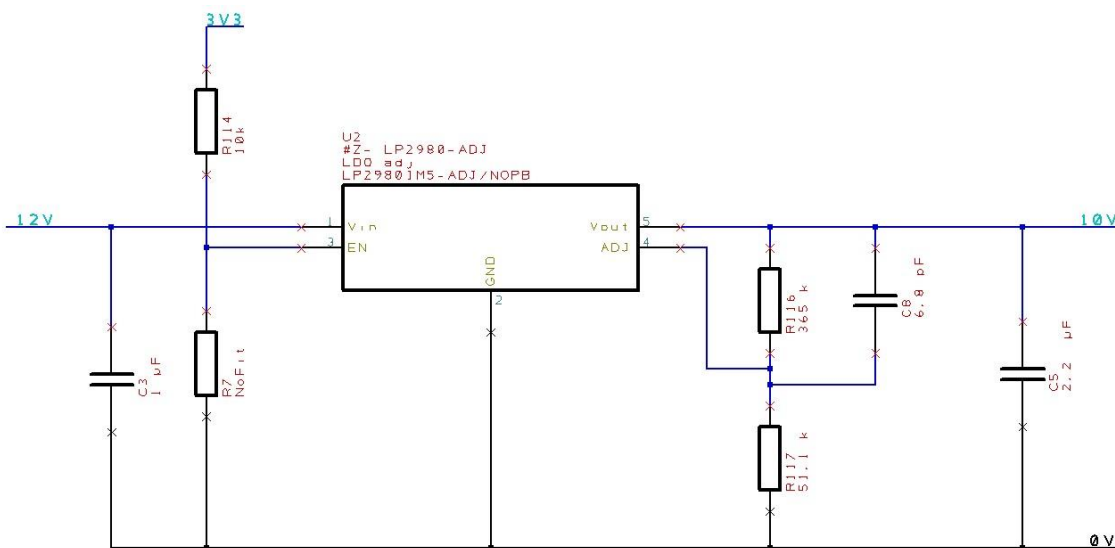 3V3
R114
10k
U2
#Z- LP2980-ADJ
LDO adj
LP2980IM5-ADJ/NOPB
12V
1
Vin
Vout
5
10V
3
EN
ADJ
4
GND
2
R116
365 k
C8
6.8 pF
C3
1 µF
R7
NoFit
C5
2.2 µF
R117
51.1 k
0V